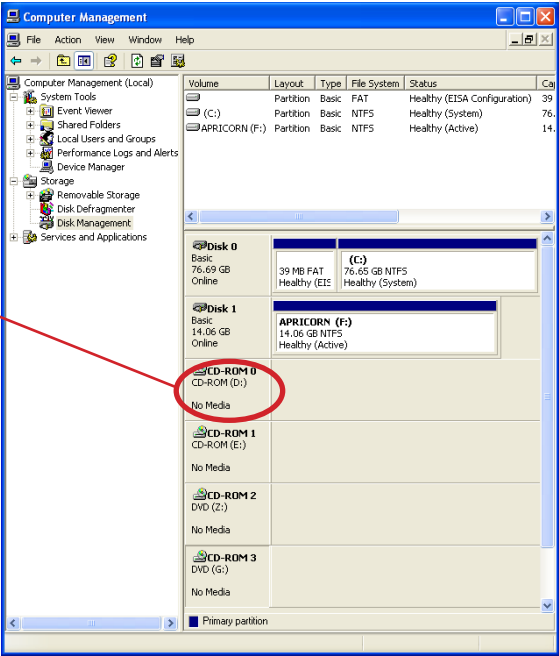 Computer Management
File Action View Window Help
Computer Management (Local)
System Tools
Event Viewer
Shared Folders
Local Users and Groups
Performance Logs and Alerts
Device Manager
Storage
Removable Storage
Disk Defragmenter
Disk Management
Services and Applications
Volume Layout Type File System Status Cap
Partition Basic FAT Healthy (EISA Configuration) 39
(C:) Partition Basic NTFS Healthy (System) 76.
APRICORN (F:) Partition Basic NTFS Healthy (Active) 14.
Disk 0
Basic
76.69 GB
Online
39 MB FAT
Healthy (EIS
(C:)
76.65 GB NTFS
Healthy (System)
Disk 1
Basic
14.06 GB
Online
APRICORN (F:)
14.06 GB NTFS
Healthy (Active)
CD-ROM 0
CD-ROM (D:)
No Media
CD-ROM 1
CD-ROM (E:)
No Media
CD-ROM 2
DVD (Z:)
No Media
CD-ROM 3
DVD (G:)
No Media
Primary partition